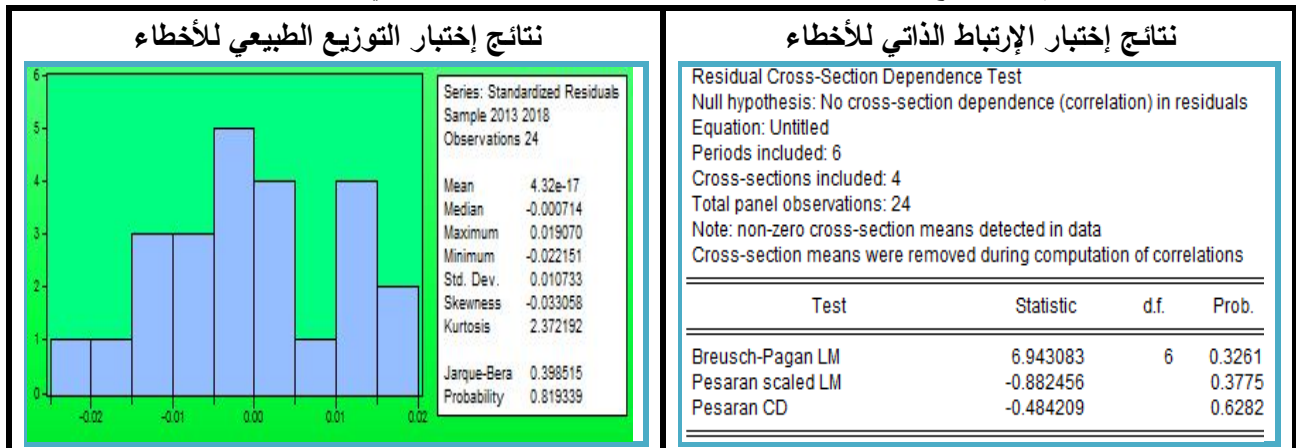 نتائج إختبار الإرتباط الذاتي للأخطاء
Residual Cross-Section Dependence Test
Null hypothesis: No cross-section dependence (correlation) in residuals
Equation: Untitled
Periods included: 6
Cross-sections included: 4
Total panel observations: 24
Note: non-zero cross-section means detected in data
Cross-section means were removed during computation of correlations
Test Statistic d.f. Prob.
Breusch-Pagan LM 6.943083 6 0.3261
Pesaran scaled LM -0.882456 0.3775
Pesaran CD -0.484209 0.6282
نتائج إختبار التوزيع الطبيعي للأخطاء
6
5
4
3
2
1
0
-0.02 -0.01 0.00 0.01 0.02
Series: Standardized Residuals
Sample 2013 2018
Observations 24
Mean 4.32e-17
Median -0.000714
Maximum 0.019070
Minimum -0.022151
Std. Dev. 0.010733
Skewness -0.033058
Kurtosis 2.372192
Jarque-Bera 0.398515
Probability 0.819339